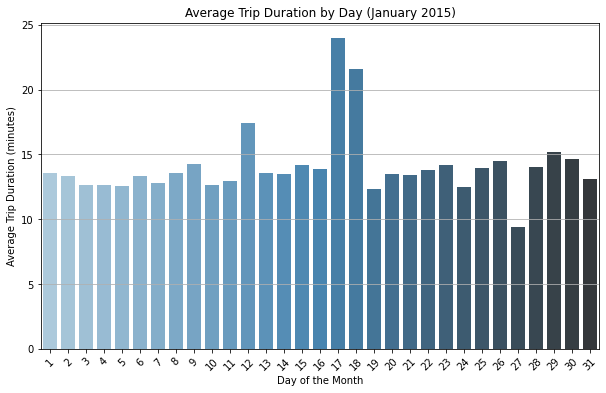 Average Trip Duration by Day (January 2015)
Average Trip Duration (minutes)
25
20
15
10
5
0
1 2 3 4 5 6 7 8 9 10 11 12 13 14 15 16 17 18 19 20 21 22 23 24 25 26 27 28 29 30 31
Day of the Month